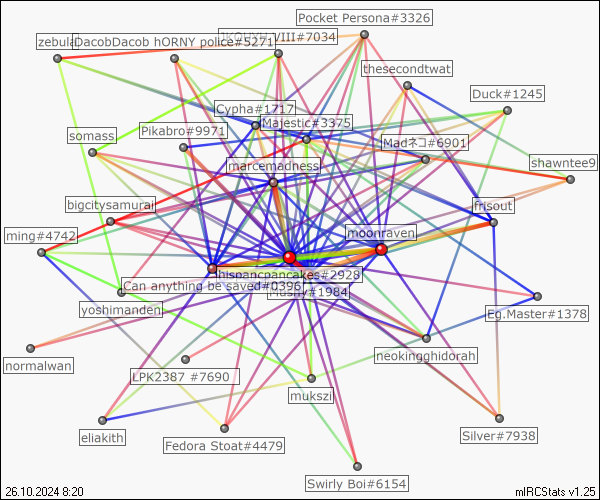 Pocket Persona#3326
zebula
DacobDacob hORNY police#5271
VIII#7034
thesecondtwat
Duck#1245
Cypha#1717
Majestic#3375
somass
Pikabro#9971
Madネコ#6901
marcemadness
shawntee9
bigcitysamurai
frisout
ming#4742
moonraven
hispancpancakes#2928
Can anything be saved#0396
Mushy#1984
yoshimanden
Eg.Master#1378
normalwan
LPK2387 #7690
neokingghidorah
mukszi
eliakith
Fedora Stoat#4479
Silver#7938
Swirly Boi#6154
26.10.2024 8:20
mIRCStats v1.25